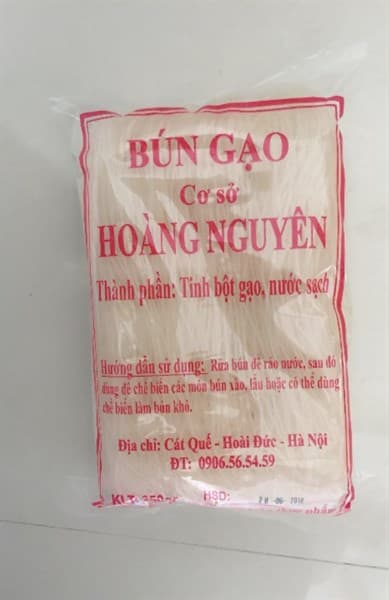 BÚN GẠO
Cơ sở
HOÀNG NGUYÊN
Thành phần: Tinh bột gạo, nước sạch
Hướng dẫn sử dụng: Rửa bún để ráo nước, sau đó
dùng để chế biến các món bún xào, lẩu hoặc có thể dùng
chế biến làm bún khô.
Địa chỉ: Cát Quế - Hoài Đức - Hà Nội
ĐT: 0906.56.54.59
HSD: